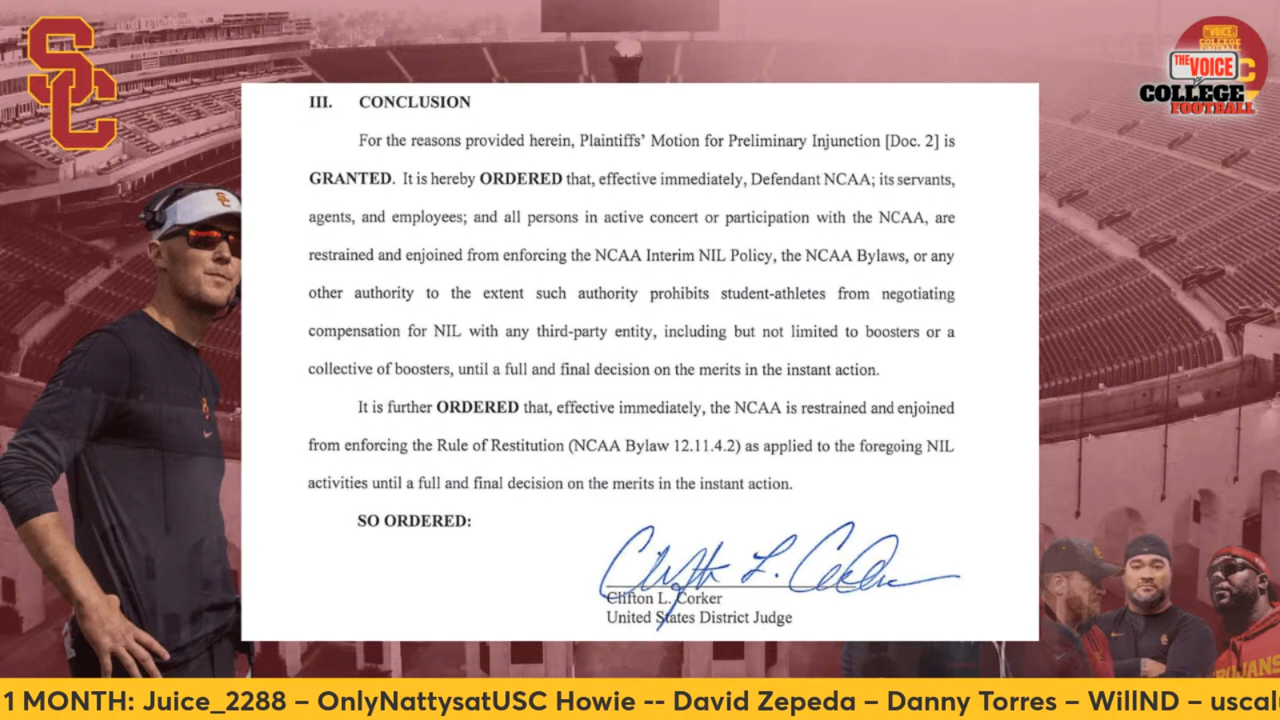 SC
THE VOICE
COLLEGE
FOOTBALL
III. CONCLUSION
For the reasons provided herein, Plaintiffs' Motion for Preliminary Injunction [Doc. 2] is
GRANTED. It is hereby ORDERED that, effective immediately, Defendant NCAA; its servants,
agents, and employees; and all persons in active concert or participation with the NCAA, are
restrained and enjoined from enforcing the NCAA Interim NIL Policy, the NCAA Bylaws, or any
other authority to the extent such authority prohibits student-athletes from negotiating
compensation for NIL with any third-party entity, including but not limited to boosters or a
collective of boosters, until a full and final decision on the merits in the instant action.
It is further ORDERED that, effective immediately, the NCAA is restrained and enjoined
from enforcing the Rule of Restitution (NCAA Bylaw 12.11.4.2) as applied to the foregoing NIL
activities until a full and final decision on the merits in the instant action.
SO ORDERED:
Clifton L. Corker
Clifton L. Corker
United States District Judge
TROJANS
1 MONTH: Juice_2288 – OnlyNattysatUSC Howie -- David Zepeda – Danny Torres – WillND – uscal